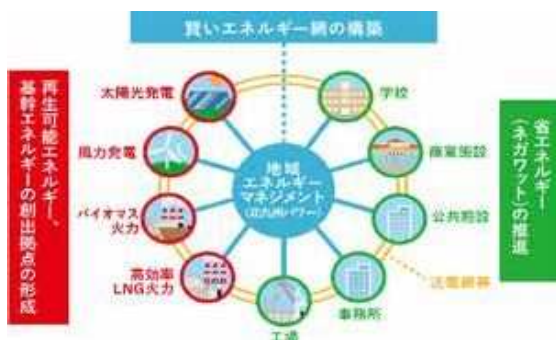 賢いエネルギー網の構築
再生可能エネルギー、
基幹エネルギーの創出拠点の形成
太陽光発電
風力発電
バイオマス
火力
高効率
LNG火力
地域
エネルギー
マネジメント
(北九州パワー)
学校
商業施設
公共施設
事務所
工場
送電網等
省エネルギー
(ネガワット)の推進